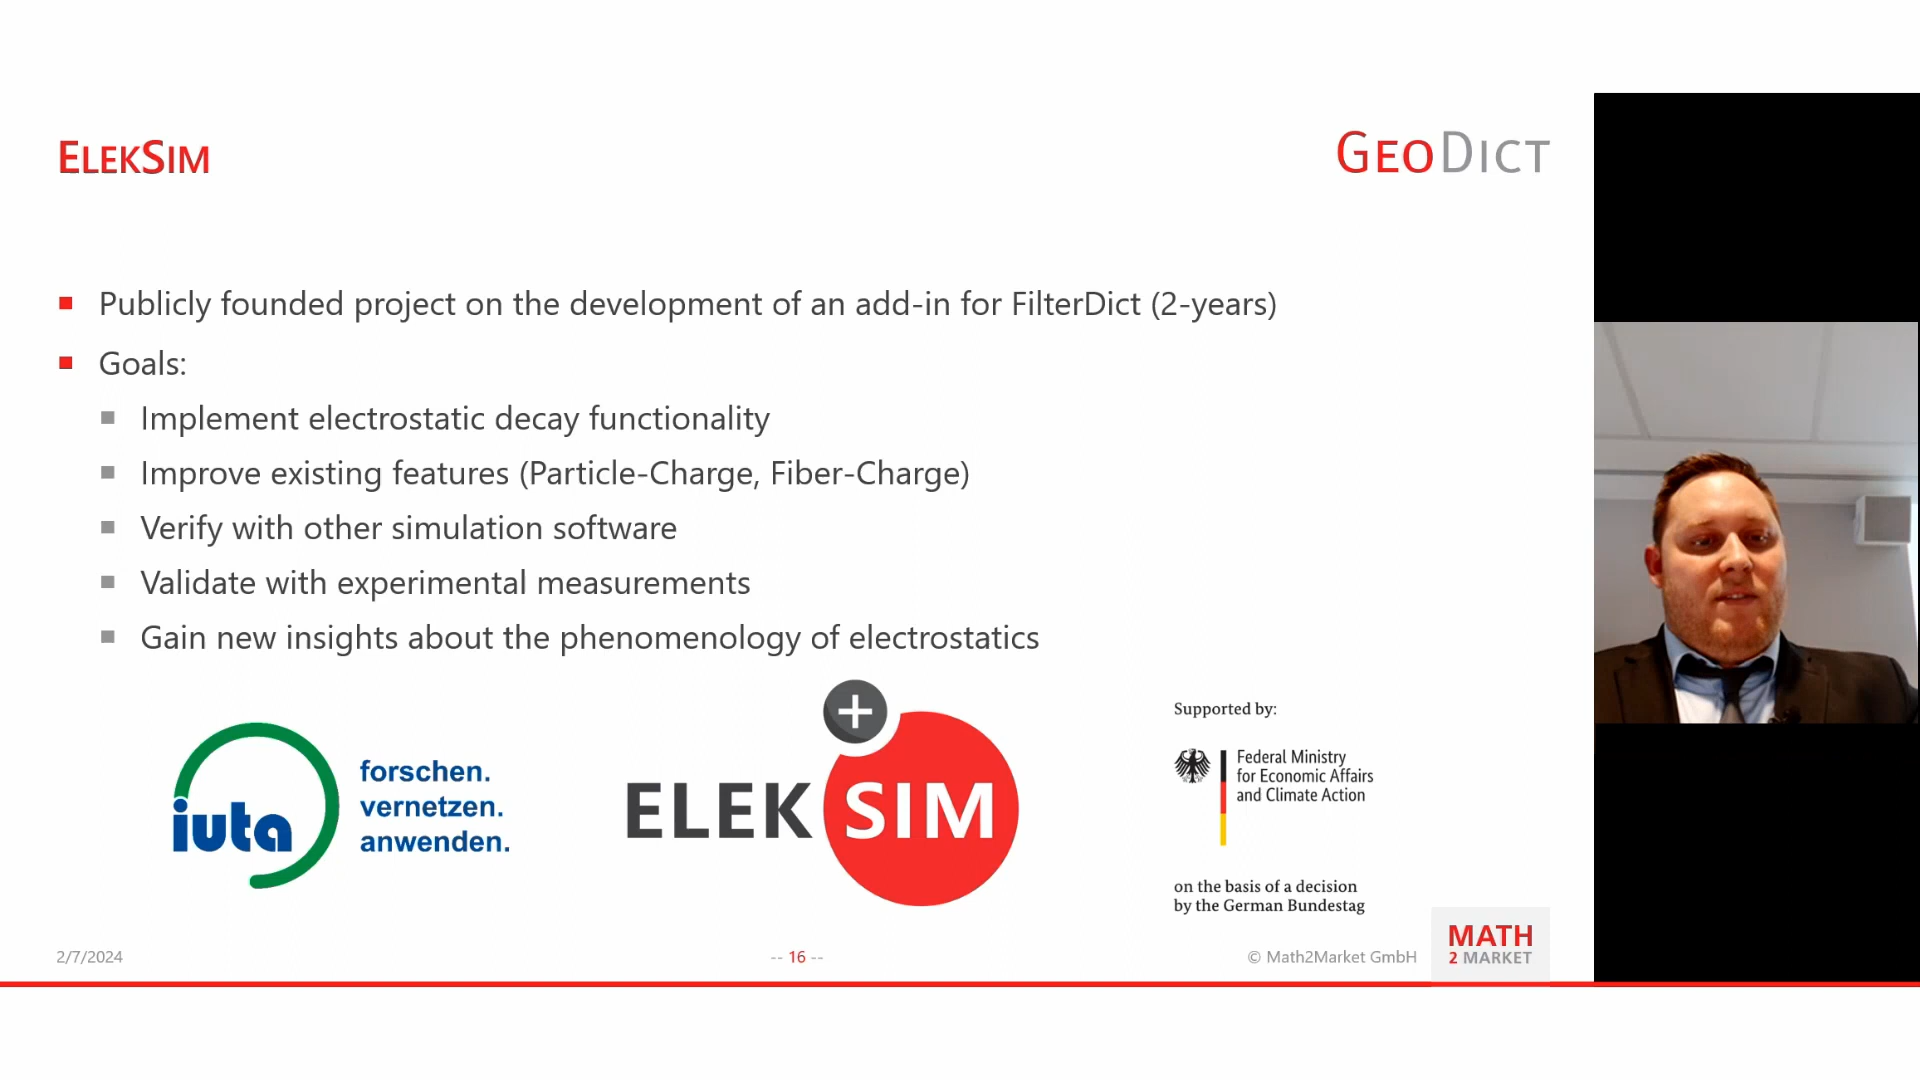 ELEKSIM
GEODICT
Publicly founded project on the development of an add-in for FilterDict (2-years)
Goals:
Implement electrostatic decay functionality
Improve existing features (Particle-Charge, Fiber-Charge)
Verify with other simulation software
Validate with experimental measurements
Gain new insights about the phenomenology of electrostatics
iuta
forschen.
vernetzen.
anwenden.
+
ELEK SIM
Supported by:
Federal Ministry
for Economic Affairs
and Climate Action
on the basis of a decision
by the German Bundestag
2/7/2024
-- 16 --
© Math2Market GmbH
MATH
2 MARKET